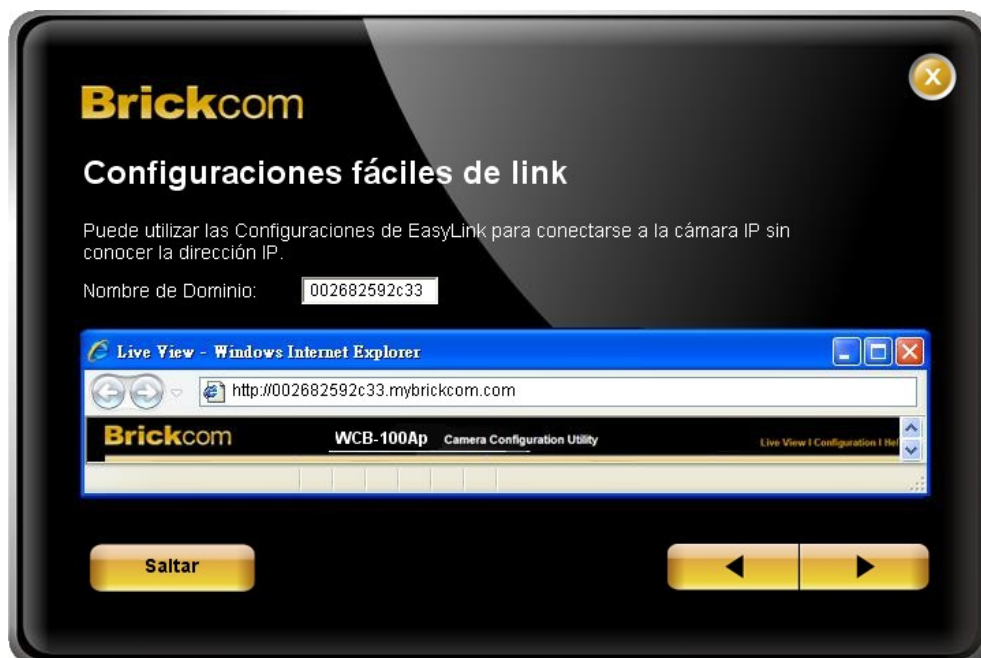 X
Brickcom
Configuraciones fáciles de link
Puede utilizar las Configuraciones de EasyLink para conectarse a la cámara IP sin
conocer la dirección IP.
Nombre de Dominio: 002682592c33
Live View - Windows Internet Explorer
http://002682592c33.mybrickcom.com
Brickcom WCB-100Ap Camera Configuration Utility Live View I Configuration I Hel
Saltar